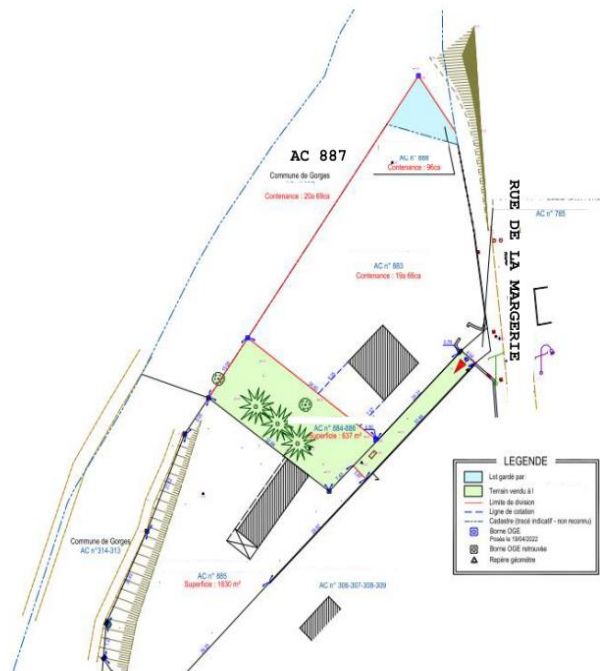 AC 887
Commune de Gorges
Contenance : 20a 69ca
AC n° 888
Contenance : 96ca
RUE DE LA MARGERIE
AC n° 785
AC n° 883
Contenance : 19a 66ca
AC n° 884-886
Superficie : 637 m²
Commune de Gorges
AC n°314-313
AC n° 885
Superficie : 1630 m²
AC n° 306-307-308-309
LEGENDE
Lot gardé par
Terrain vendu à l
Limite de division
Ligne de cotation
Cadastre (tracé indicatif - non reconnu)
Borne OGE
Posée le 19/04/2022
Borne OGE retrouvée
Repère géomètre